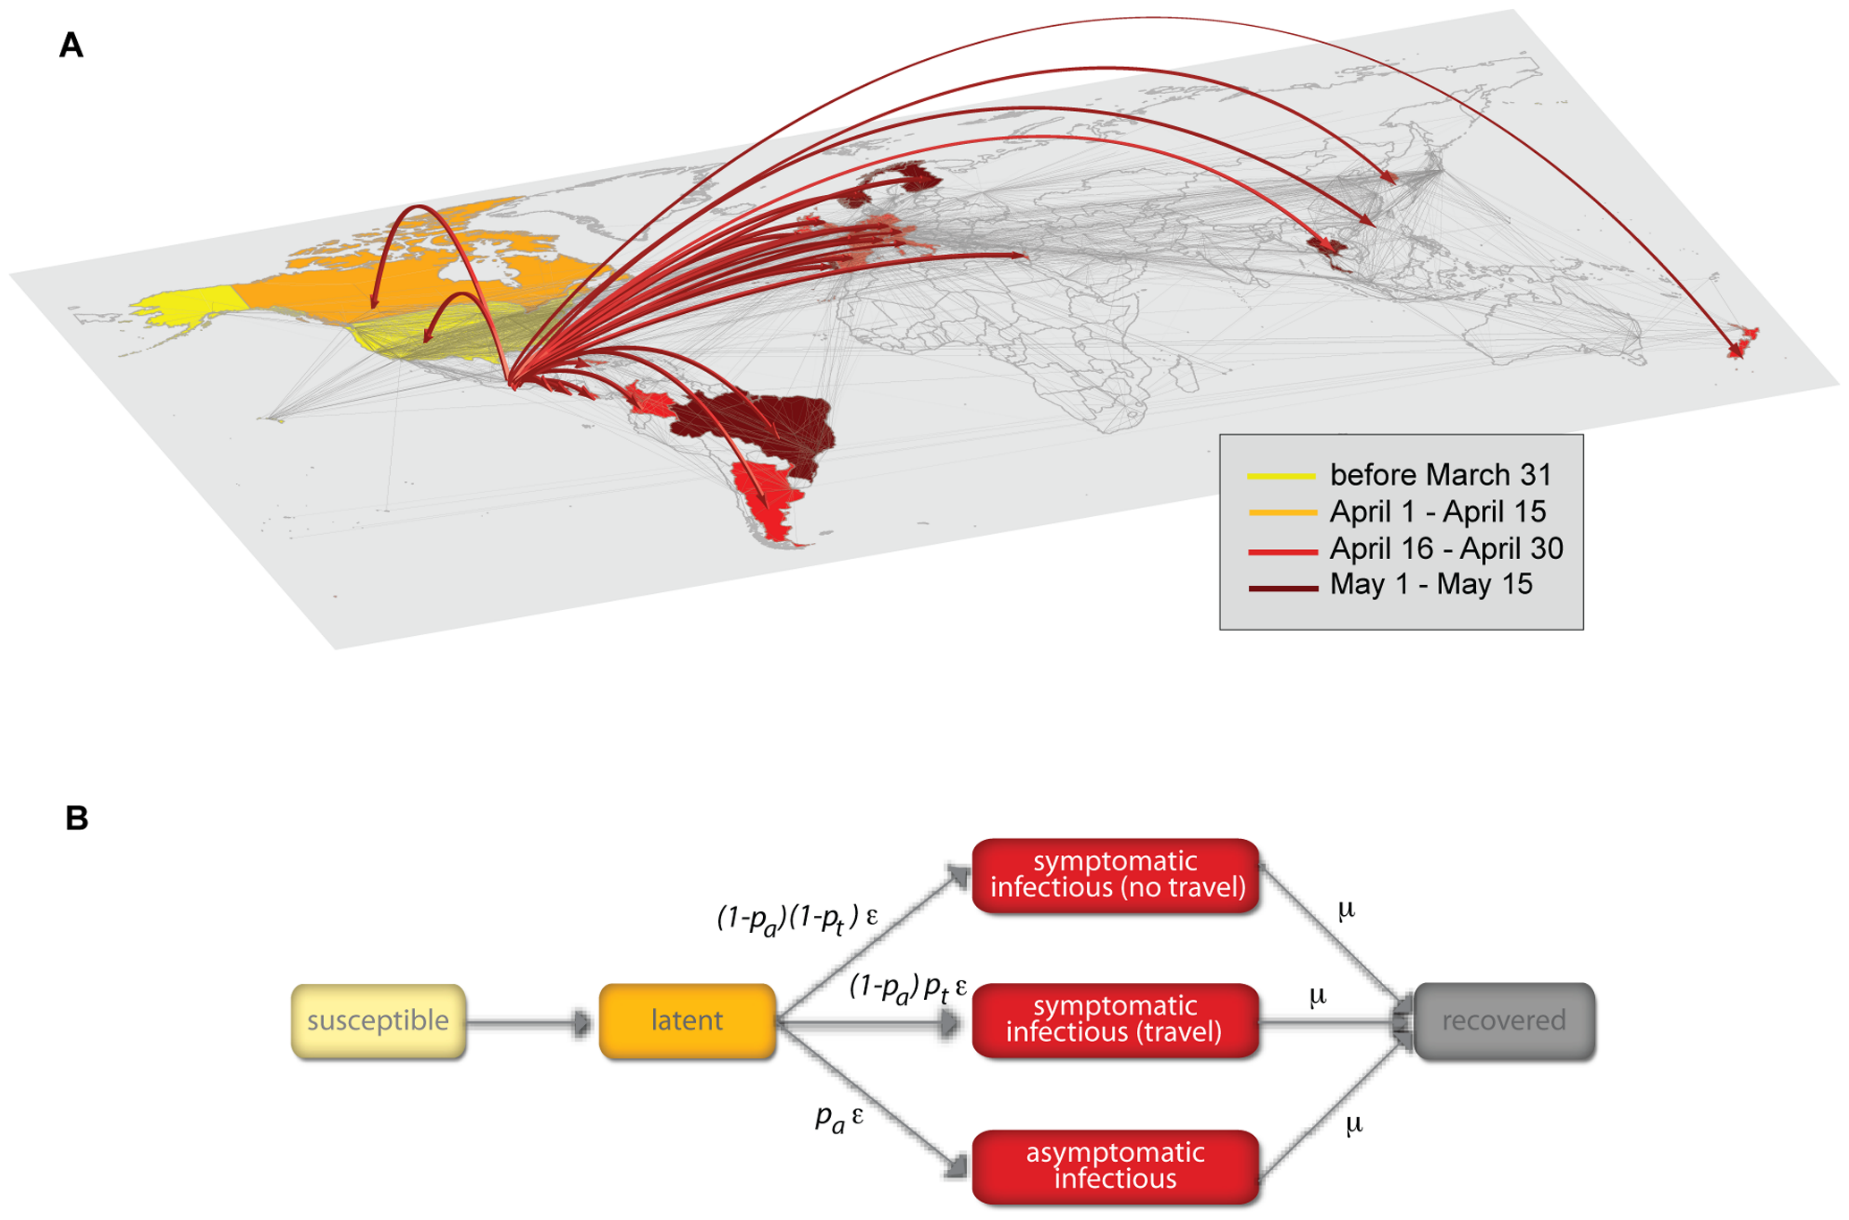 A
before March 31
April 1 - April 15
April 16 - April 30
May 1 - May 15
B
symptomatic
infectious (no travel)
(1-pa)(1-pt) ε
μ
(1-pa) pt ε
susceptible
latent
symptomatic
infectious (travel)
μ
recovered
pa ε
μ
asymptomatic
infectious